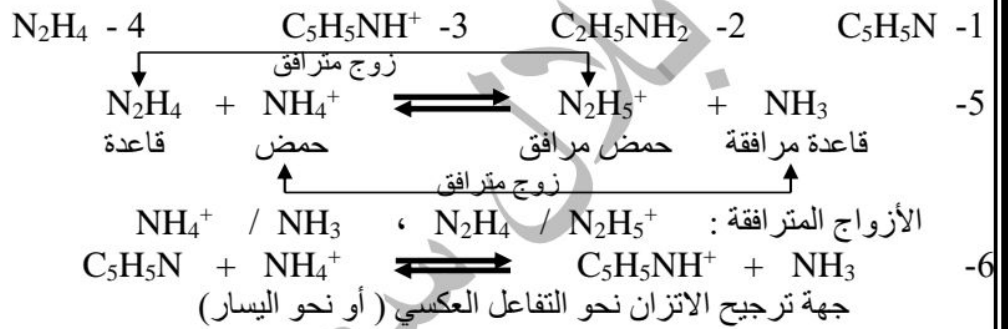 1- C₅H₅N 2- C₂H₅NH₂ 3- C₅H₅NH⁺ 4 - N₂H₄
زوج مترافق
5- N₂H₄ + NH₄⁺ ⇌ N₂H₅⁺ + NH₃
قاعدة حمض حمض مرافق قاعدة مرافقة
زوج مترافق
الأزواج المترافقة : N₂H₄ / N₂H₅⁺ ، NH₄⁺ / NH₃
6- C₅H₅N + NH₄⁺ ⇌ C₅H₅NH⁺ + NH₃
جهة ترجيح الاتزان نحو التفاعل العكسي ( أو نحو اليسار)